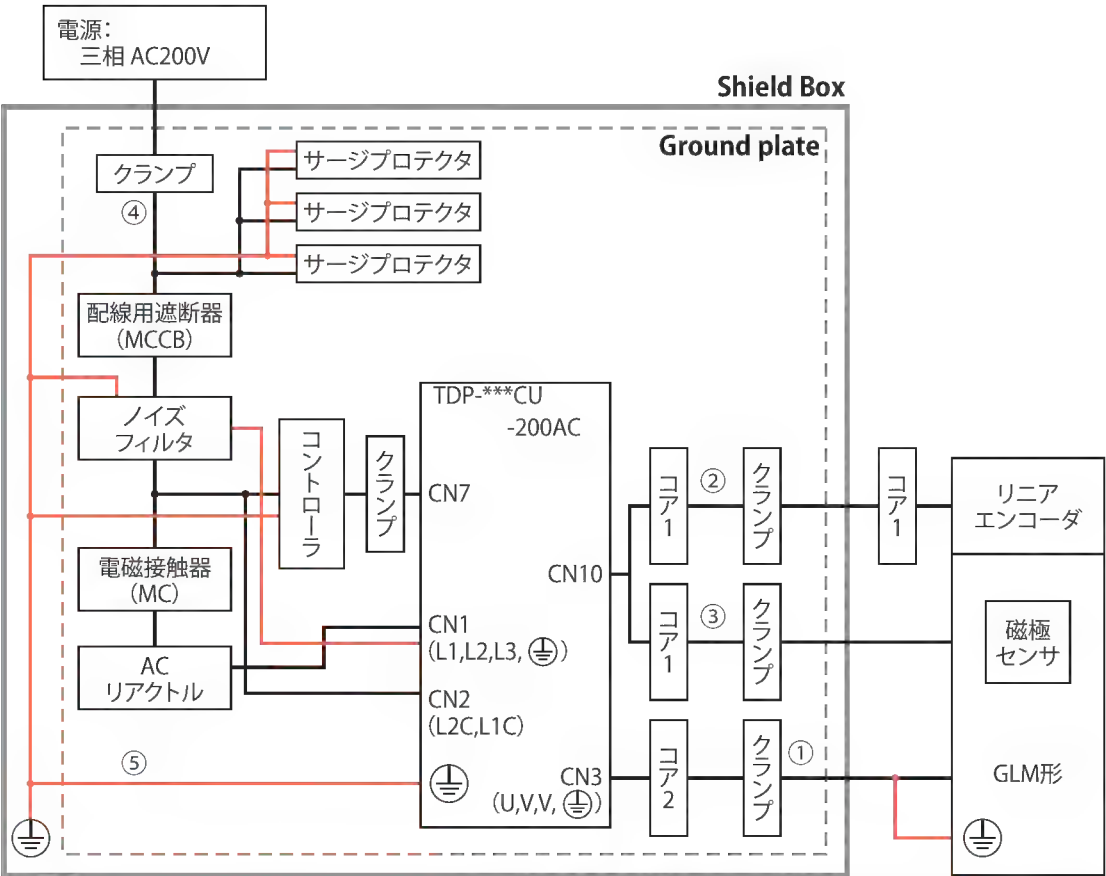 電源：
三相 AC200V
Shield Box
Ground plate
クランプ
サージプロテクタ
④
サージプロテクタ
サージプロテクタ
配線用遮断器
（MCCB）
ノイズ
フィルタ
コントローラ
クランプ
TDP-***CU
-200AC
CN7
コア1
②
クランプ
コア1
リニア
エンコーダ
電磁接触器
（MC）
CN10
コア1
③
クランプ
磁極
センサ
CN1
(L1,L2,L3, )
AC
リアクトル
CN2
(L2C,L1C)
⑤
CN3
(U,V,V, )
コア2
クランプ
①
GLM形